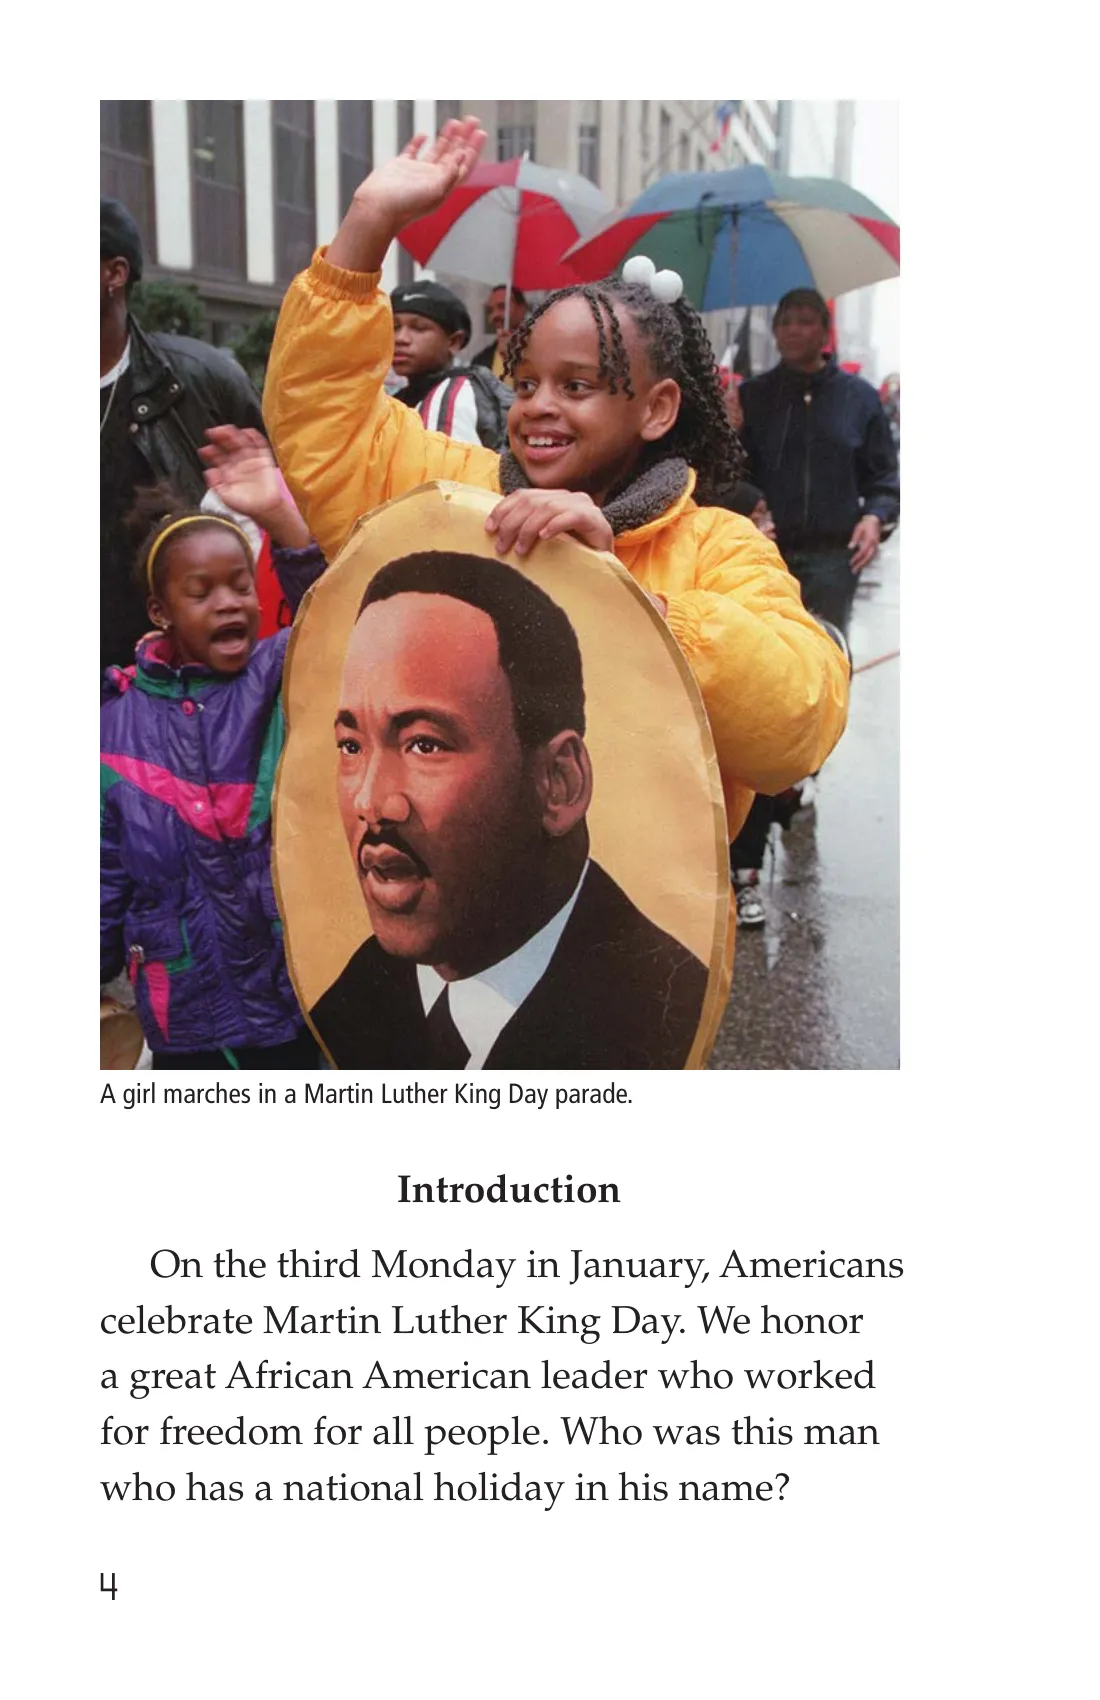 A girl marches in a Martin Luther King Day parade.
Introduction
On the third Monday in January, Americans
celebrate Martin Luther King Day. We honor
a great African American leader who worked
for freedom for all people. Who was this man
who has a national holiday in his name?
4